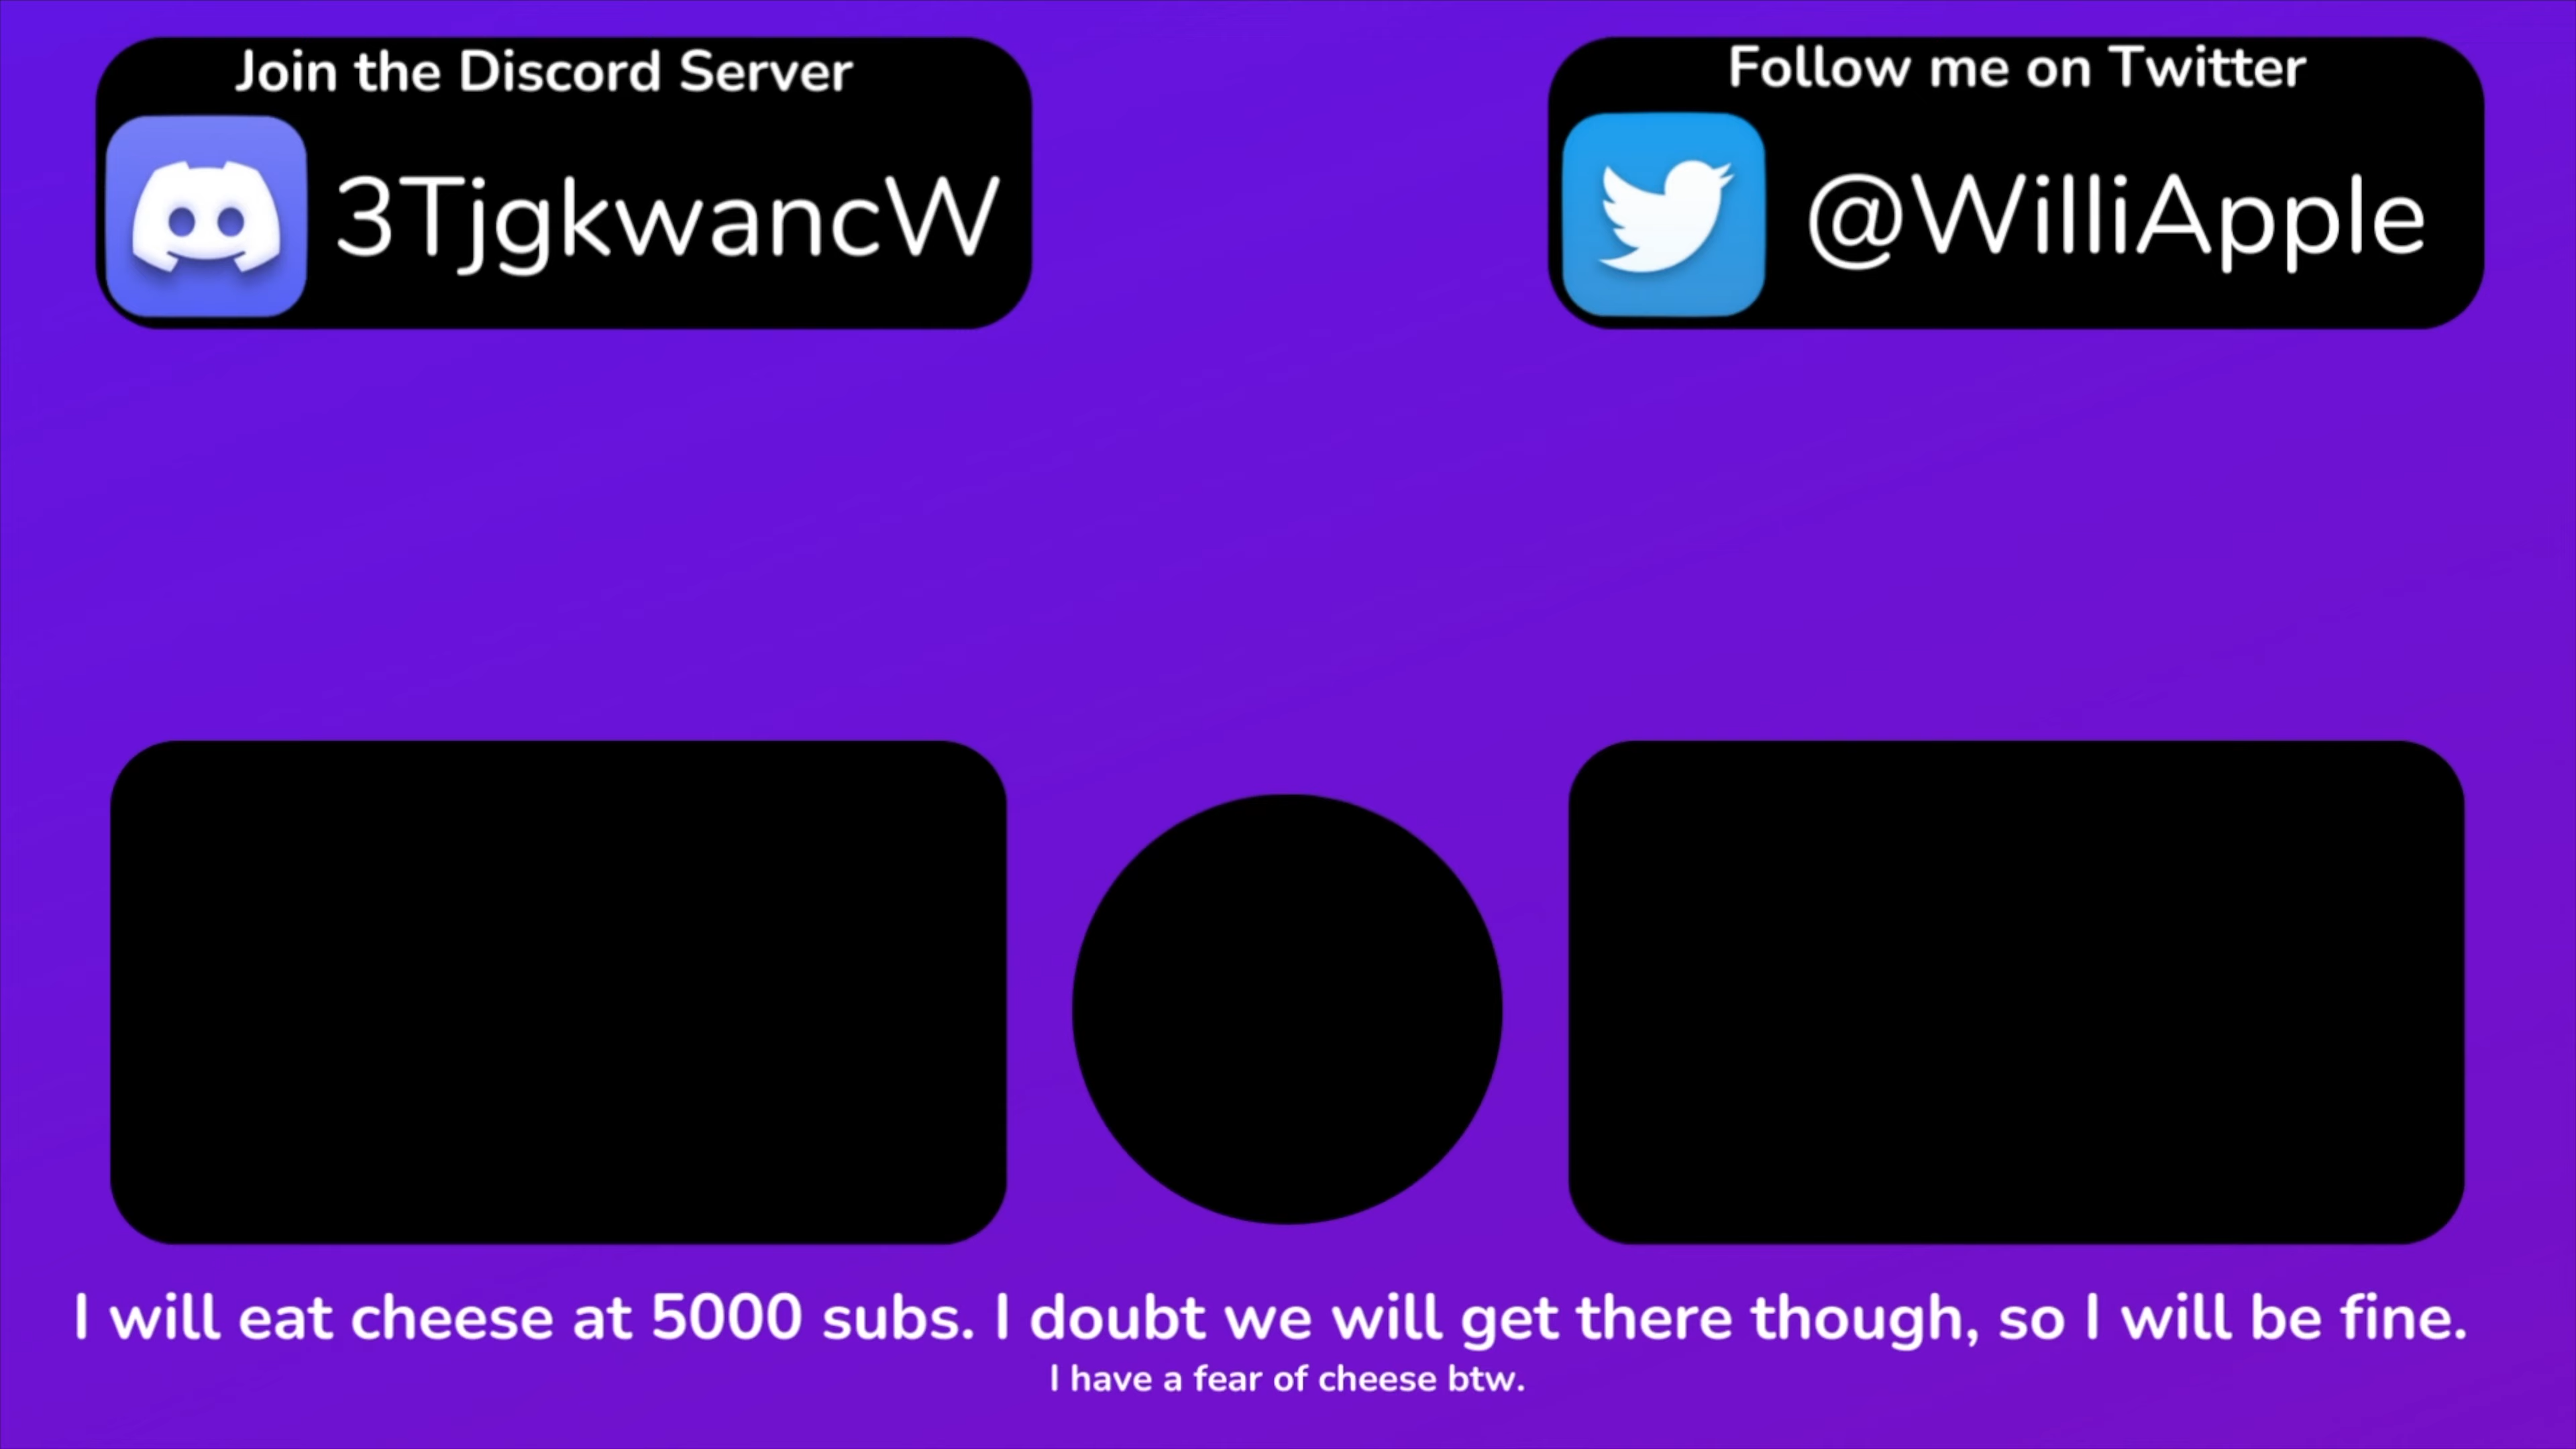 Join the Discord Server
3TjgkwancW
Follow me on Twitter
@WilliApple
I will eat cheese at 5000 subs. I doubt we will get there though, so I will be fine.
I have a fear of cheese btw.